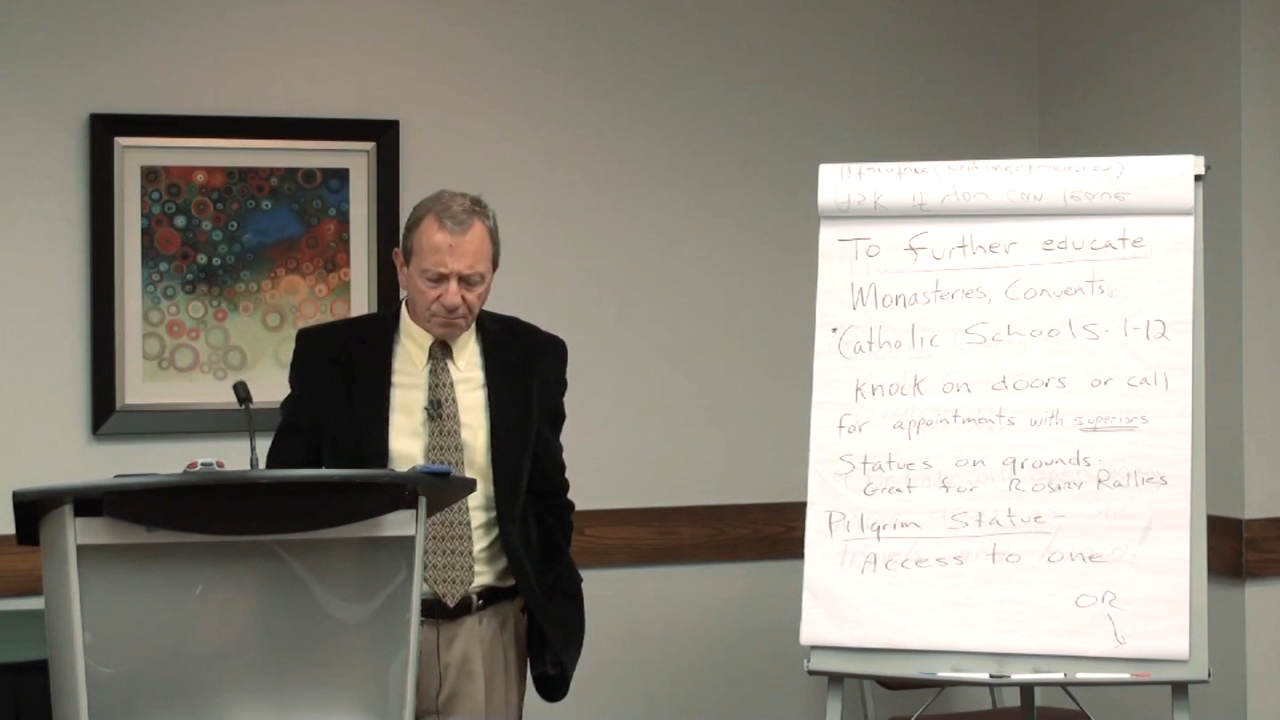 To further educate
Monasteries, Convents,
*Catholic Schools. 1-12
knock on doors or call
for appointments with superiors
Statues on grounds.
Great for Rosary Rallies
Pilgrim Statue-
Access to one
OR